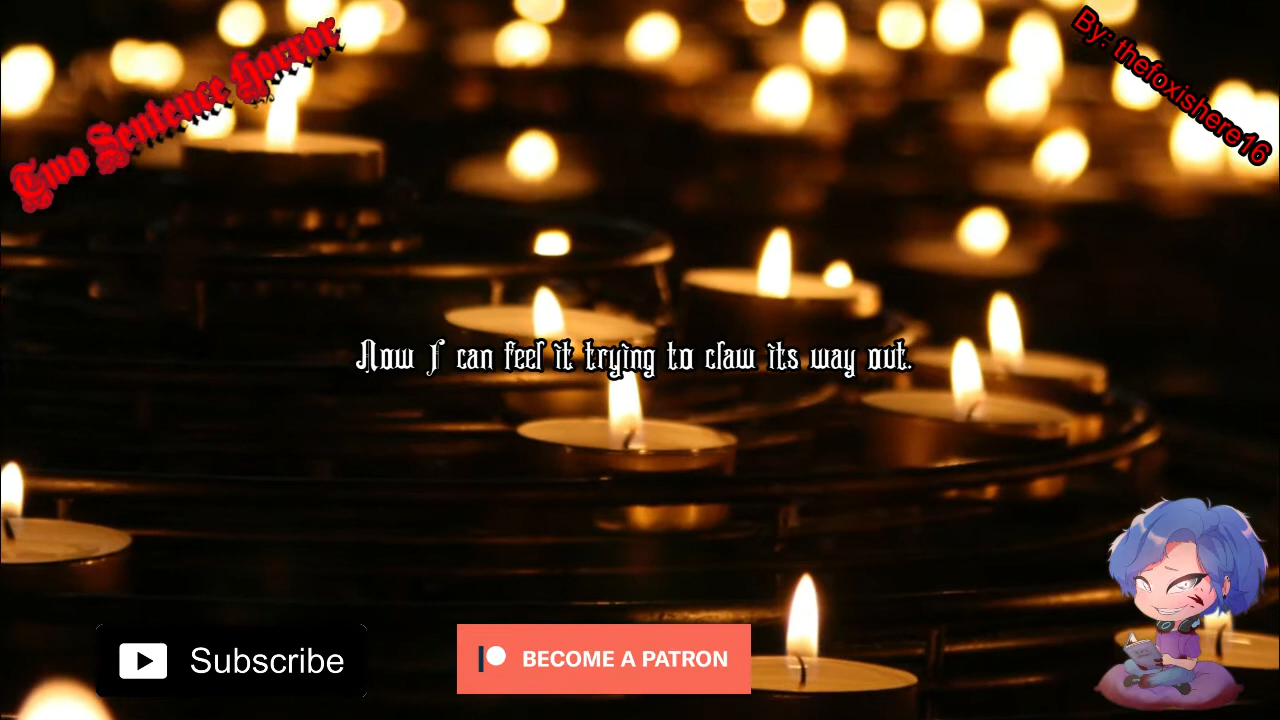 Two Sentence Horror
By: thefoxishere16
Now I can feel it trying to claw its way out.
Subscribe
BECOME A PATRON